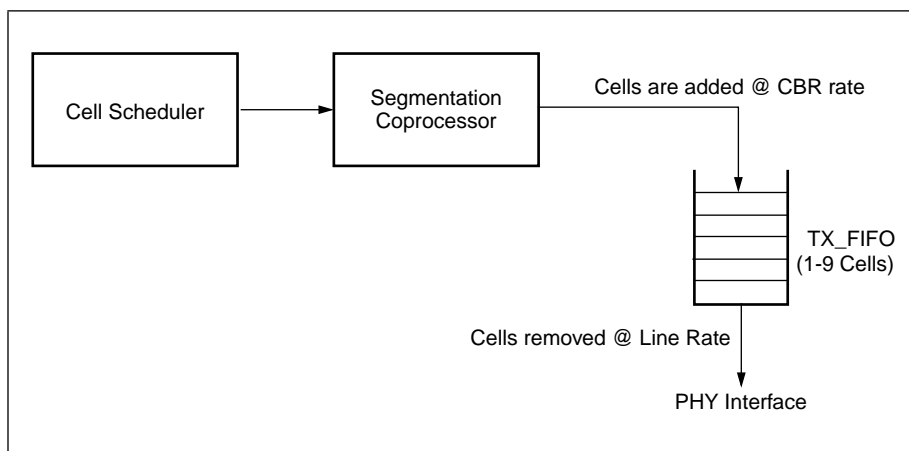 Cell Scheduler
Segmentation
Coprocessor
Cells are added @ CBR rate
TX_FIFO
(1-9 Cells)
Cells removed @ Line Rate
PHY Interface